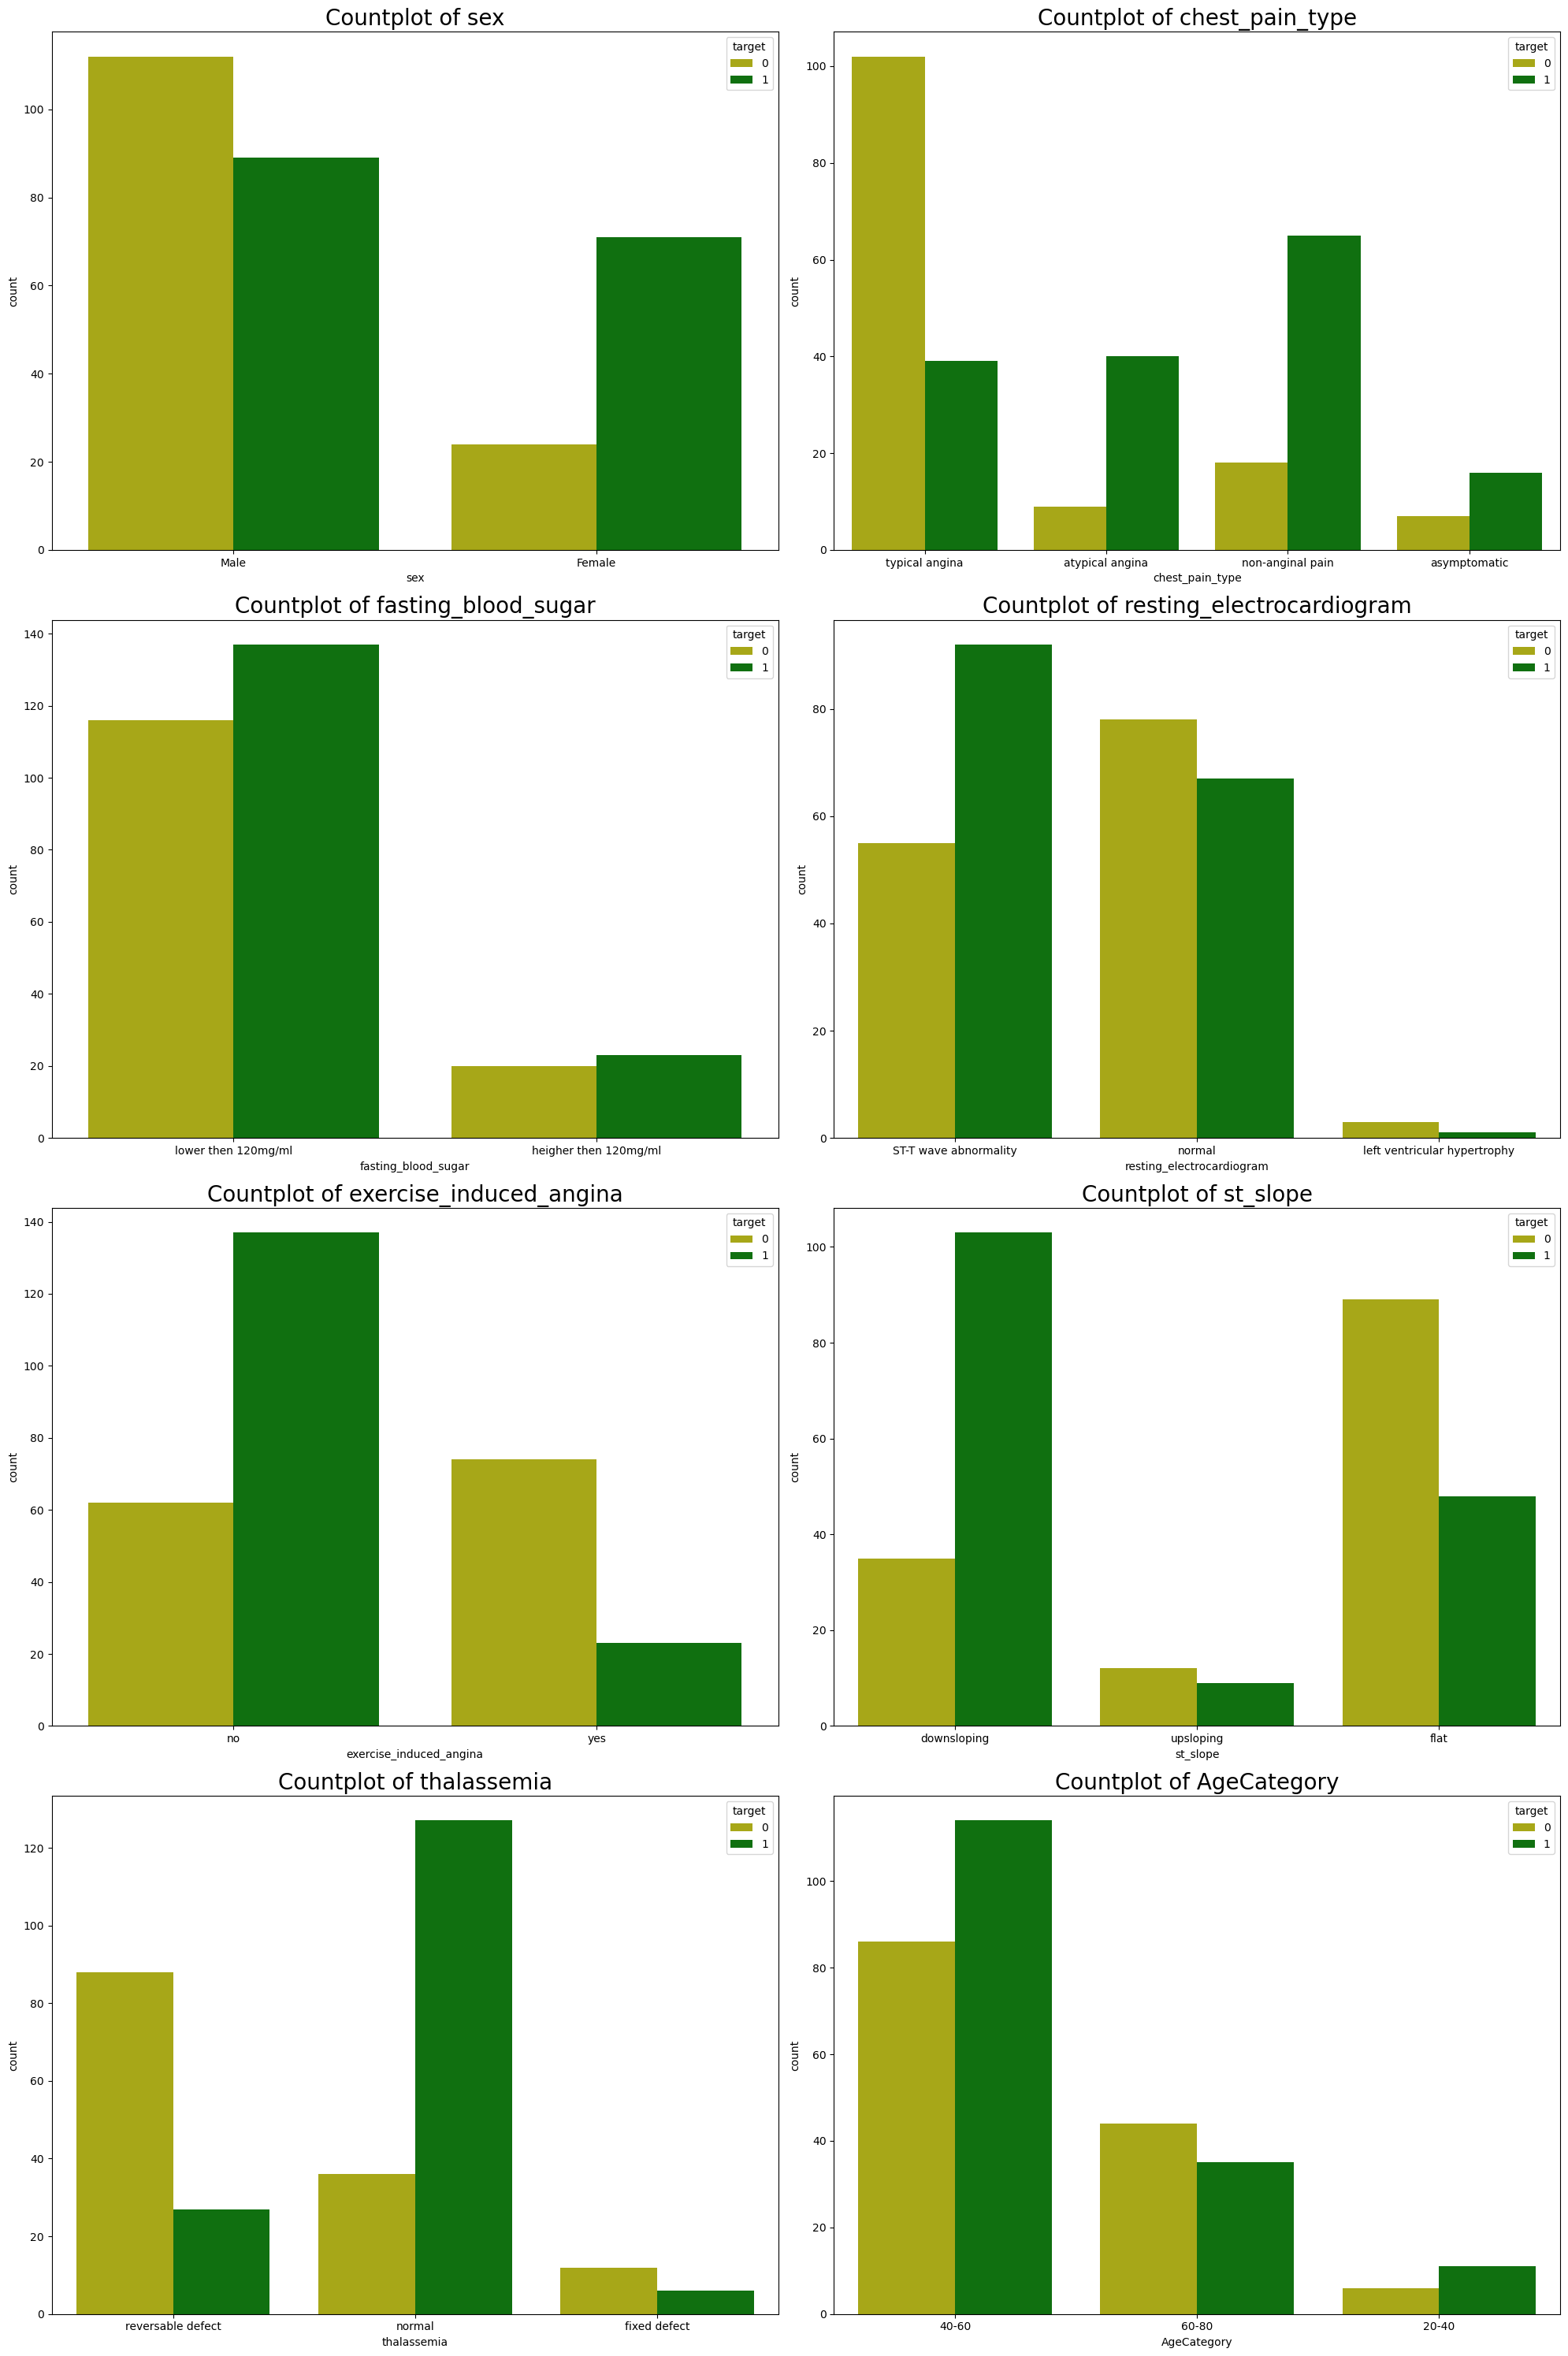 Countplot of sex
target
0
1
100
80
60
40
20
0
count
Male
Female
sex
Countplot of chest_pain_type
target
0
1
100
80
60
40
20
0
count
typical angina
atypical angina
non-anginal pain
asymptomatic
chest_pain_type
Countplot of fasting_blood_sugar
target
0
1
140
120
100
80
60
40
20
0
count
lower then 120mg/ml
heigher then 120mg/ml
fasting_blood_sugar
Countplot of resting_electrocardiogram
target
0
1
80
60
40
20
0
count
ST-T wave abnormality
normal
left ventricular hypertrophy
resting_electrocardiogram
Countplot of exercise_induced_angina
target
0
1
140
120
100
80
60
40
20
0
count
no
yes
exercise_induced_angina
Countplot of st_slope
target
0
1
100
80
60
40
20
0
count
downsloping
upsloping
flat
st_slope
Countplot of thalassemia
target
0
1
120
100
80
60
40
20
0
count
reversable defect
normal
fixed defect
thalassemia
Countplot of AgeCategory
target
0
1
100
80
60
40
20
0
count
40-60
60-80
20-40
AgeCategory